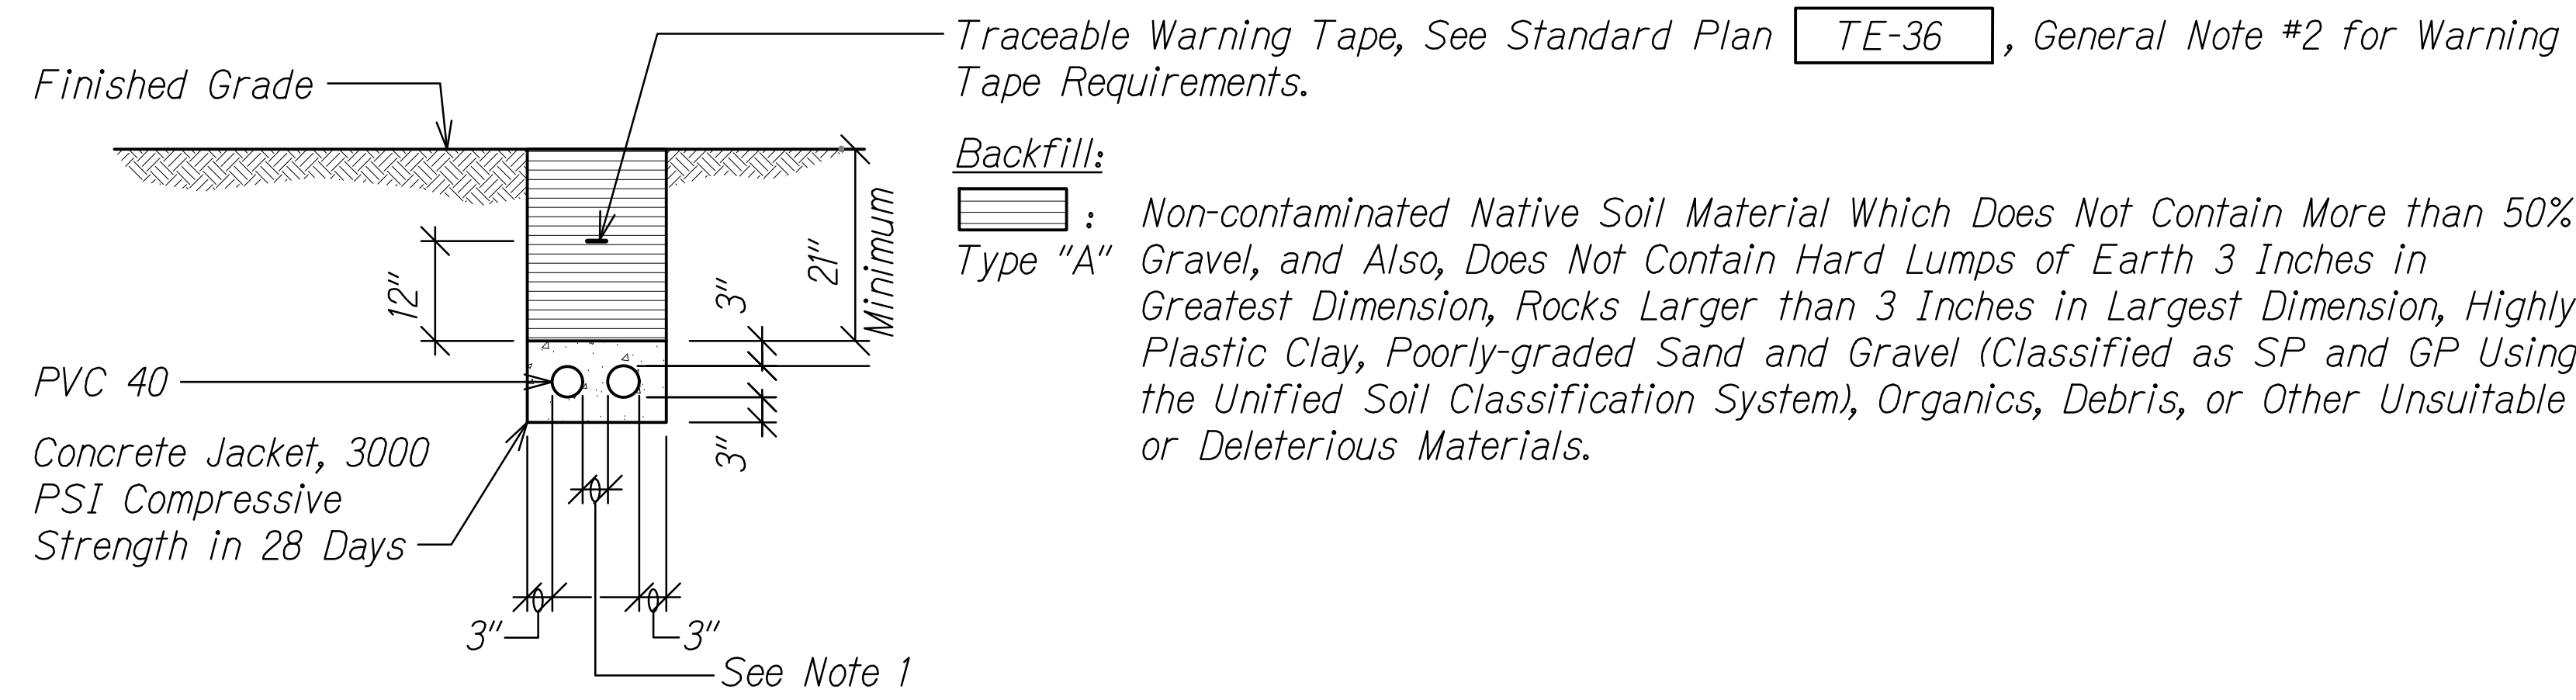 Traceable Warning Tape, See Standard Plan TE-36 , General Note #2 for Warning
Tape Requirements.
Finished Grade
Backfill:
:
Type "A"
Non-contaminated Native Soil Material Which Does Not Contain More than 50%
Gravel, and Also, Does Not Contain Hard Lumps of Earth 3 Inches in
Greatest Dimension, Rocks Larger than 3 Inches in Largest Dimension, Highly
Plastic Clay, Poorly-graded Sand and Gravel (Classified as SP and GP Using
the Unified Soil Classification System), Organics, Debris, or Other Unsuitable
or Deleterious Materials.
12"
3"
21"
Minimum
PVC 40
3"
Concrete Jacket, 3000
PSI Compressive
Strength in 28 Days
3"
3"
See Note 1